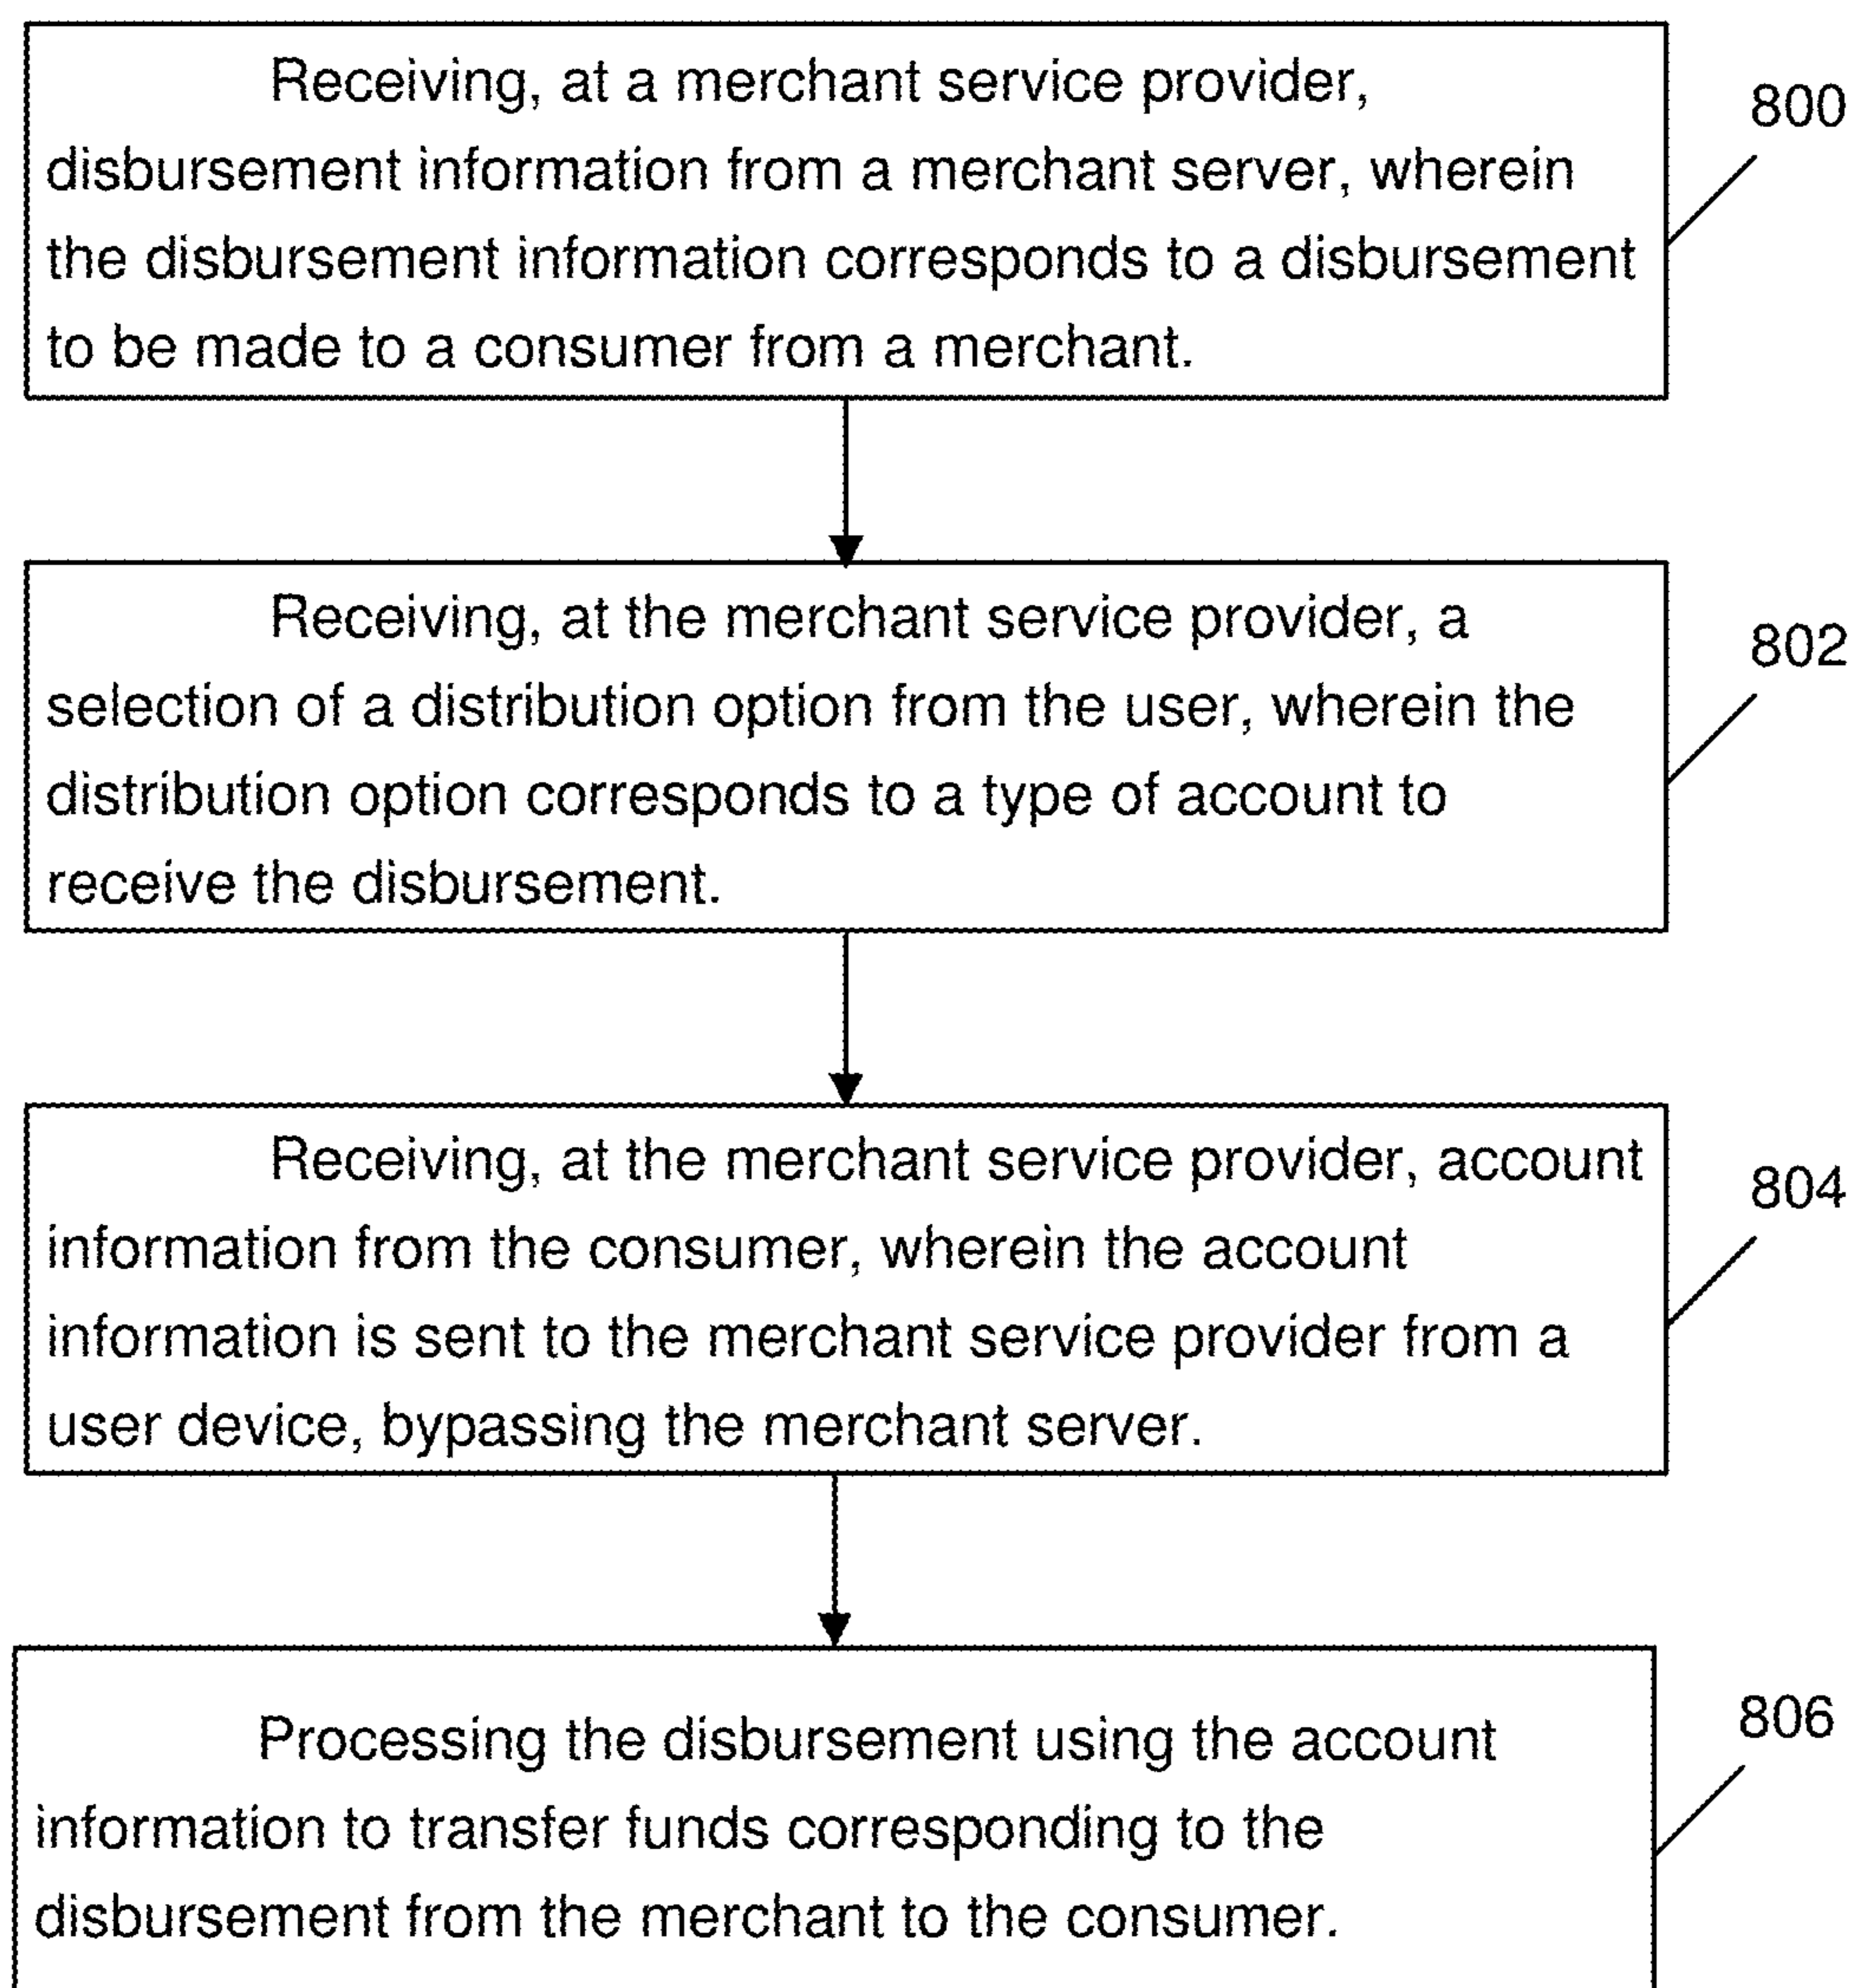 Receiving, at a merchant service provider,
disbursement information from a merchant server, wherein
the disbursement information corresponds to a disbursement
to be made to a consumer from a merchant.
800
Receiving, at the merchant service provider, a
selection of a distribution option from the user, wherein the
distribution option corresponds to a type of account to
receive the disbursement.
802
Receiving, at the merchant service provider, account
information from the consumer, wherein the account
information is sent to the merchant service provider from a
user device, bypassing the merchant server.
804
Processing the disbursement using the account
information to transfer funds corresponding to the
disbursement from the merchant to the consumer.
806